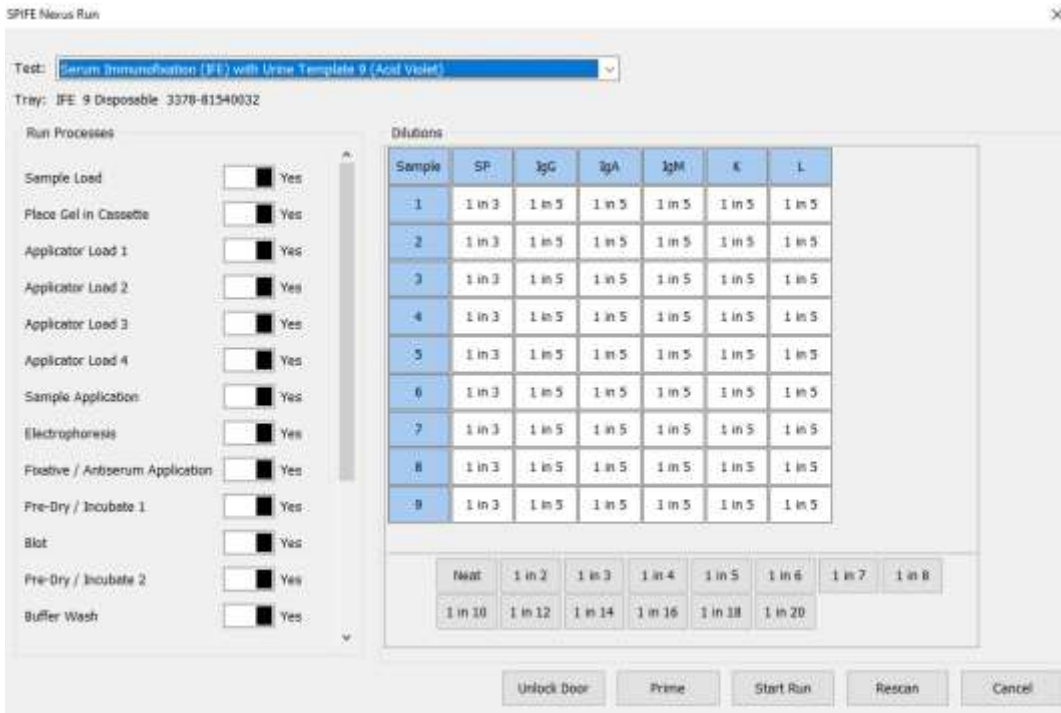 SPIFE Nexus Run
Test: Serum Immunofixation (IFE) with Urine Template 9 (Acid Violet)
Tray: IFE 9 Disposable 3378-81540032
Run Processes
Sample Load Yes
Place Gel in Cassette Yes
Applicator Load 1 Yes
Applicator Load 2 Yes
Applicator Load 3 Yes
Applicator Load 4 Yes
Sample Application Yes
Electrophoresis Yes
Fixative / Antiserum Application Yes
Pre-Dry / Incubate 1 Yes
Blot Yes
Pre-Dry / Incubate 2 Yes
Buffer Wash Yes
Dilutions
Sample SP IgG IgA IgM K L
1 1 in 3 1 in 5 1 in 5 1 in 5 1 in 5 1 in 5
2 1 in 3 1 in 5 1 in 5 1 in 5 1 in 5 1 in 5
3 1 in 3 1 in 5 1 in 5 1 in 5 1 in 5 1 in 5
4 1 in 3 1 in 5 1 in 5 1 in 5 1 in 5 1 in 5
5 1 in 3 1 in 5 1 in 5 1 in 5 1 in 5 1 in 5
6 1 in 3 1 in 5 1 in 5 1 in 5 1 in 5 1 in 5
7 1 in 3 1 in 5 1 in 5 1 in 5 1 in 5 1 in 5
8 1 in 3 1 in 5 1 in 5 1 in 5 1 in 5 1 in 5
9 1 in 3 1 in 5 1 in 5 1 in 5 1 in 5 1 in 5
Neat 1 in 2 1 in 3 1 in 4 1 in 5 1 in 6 1 in 7 1 in 8
1 in 10 1 in 12 1 in 14 1 in 16 1 in 18 1 in 20
Unlock Door Prime Start Run Rescan Cancel